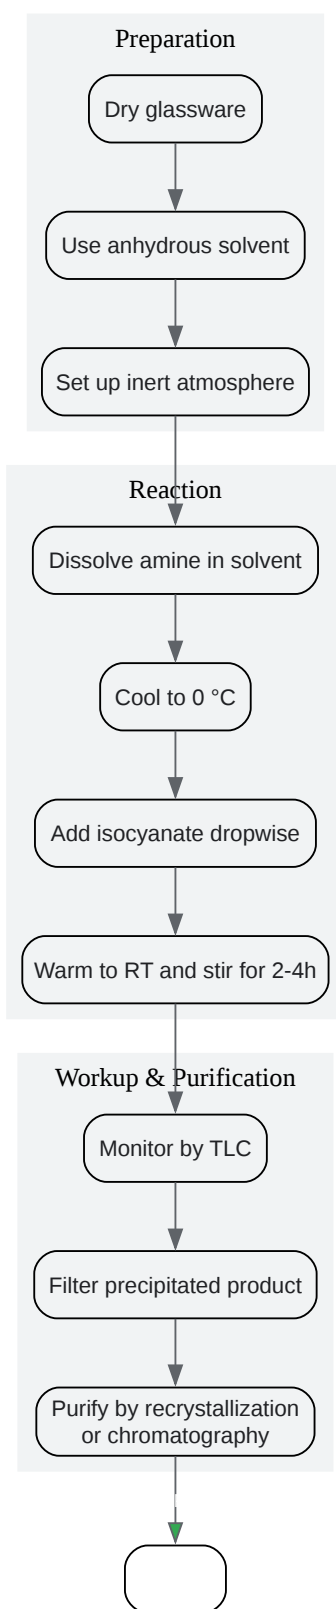 Preparation
Dry glassware
Use anhydrous solvent
Set up inert atmosphere
Reaction
Dissolve amine in solvent
Cool to 0 °C
Add isocyanate dropwise
Warm to RT and stir for 2-4h
Workup & Purification
Monitor by TLC
Filter precipitated product
Purify by recrystallization
or chromatography